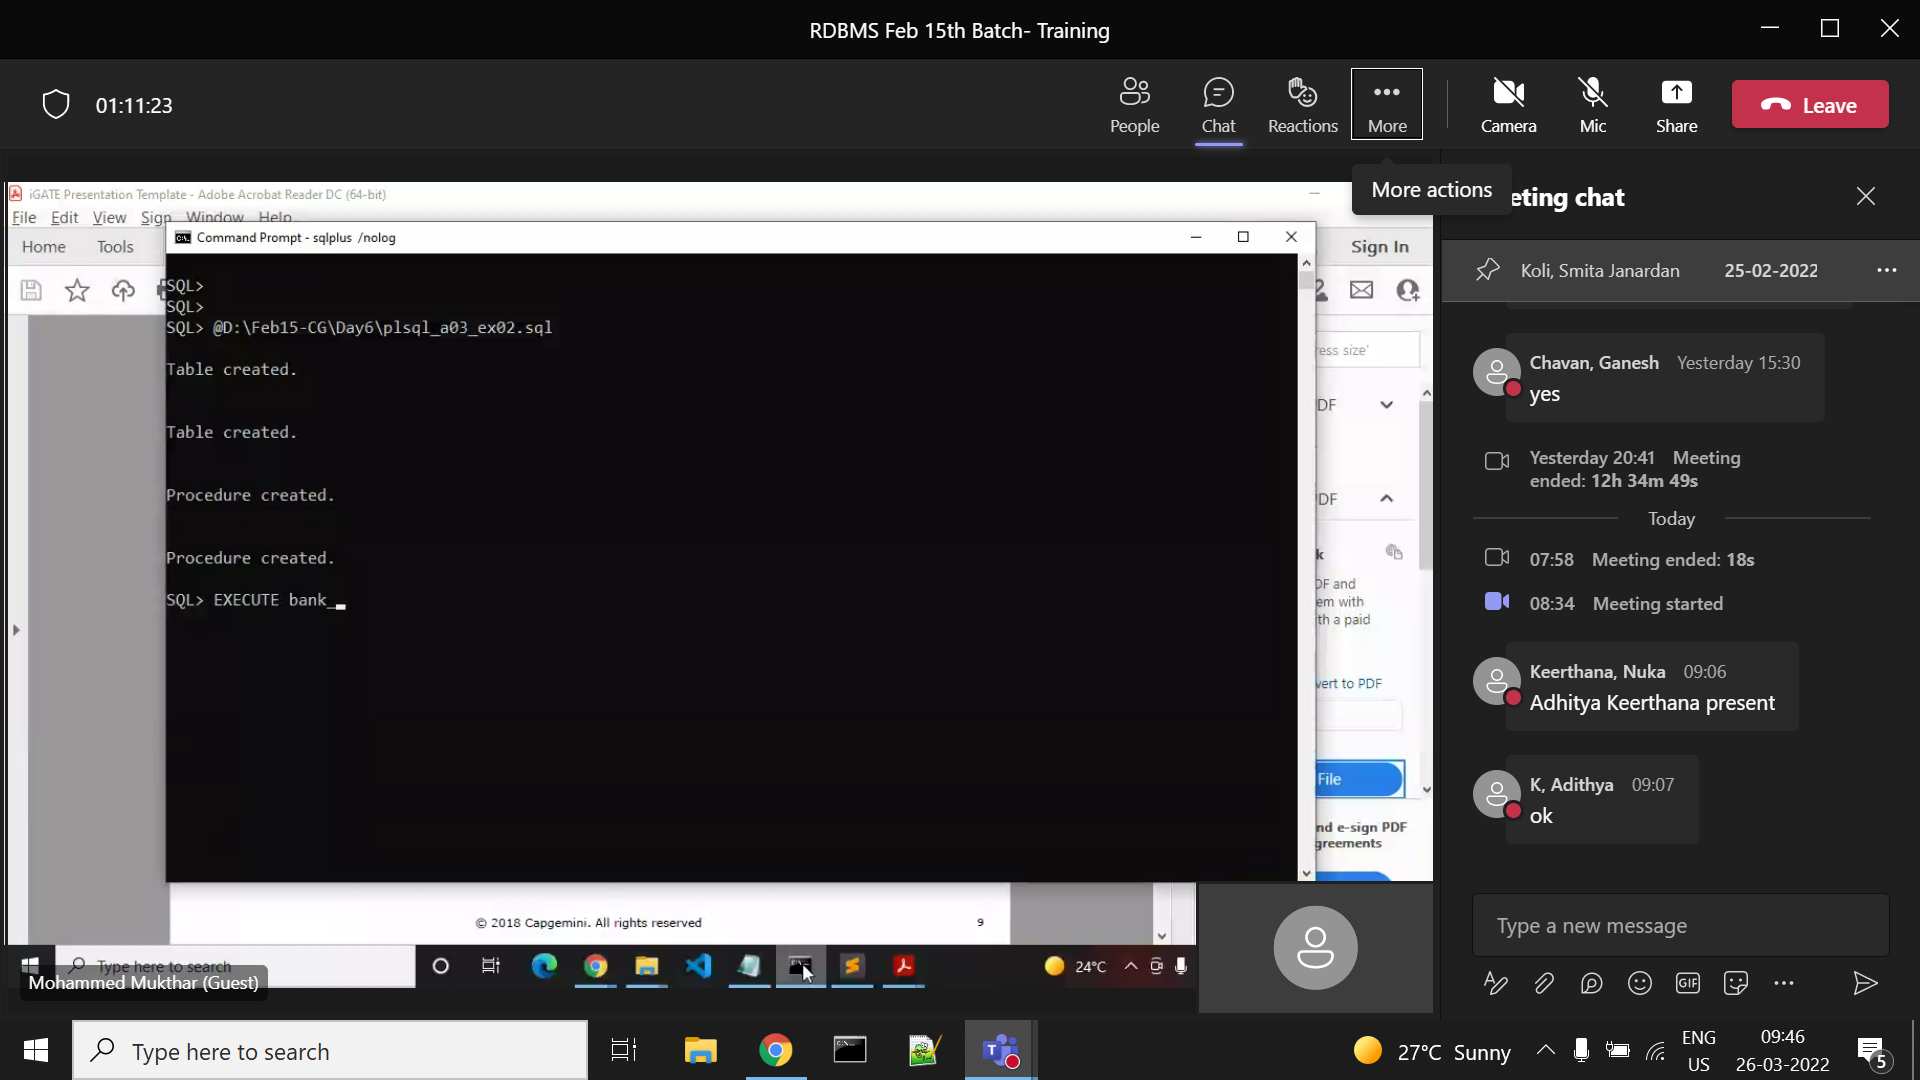 RDBMS Feb 15th Batch- Training
01:11:23
People
Chat
Reactions
More
Camera
Mic
Share
Leave
More actions
iGATE Presentation Template - Adobe Acrobat Reader DC (64-bit)
File Edit View Sign Window Help
Home Tools
Sign In
Command Prompt - sqlplus /nolog
SQL>
SQL>
SQL> @D:\Feb15-CG\Day6\plsql_a03_ex02.sql
Table created.
Table created.
Procedure created.
Procedure created.
SQL> EXECUTE bank_
ress size'
DF
DF
k
DF and
em with
th a paid
vert to PDF
File
nd e-sign PDF
greements
© 2018 Capgemini. All rights reserved
9
Type here to search
24°C
Mohammed Mukthar (Guest)
eting chat
Koli, Smita Janardan 25-02-2022
Chavan, Ganesh Yesterday 15:30
yes
Yesterday 20:41 Meeting
ended: 12h 34m 49s
Today
07:58 Meeting ended: 18s
08:34 Meeting started
Keerthana, Nuka 09:06
Adhitya Keerthana present
K, Adithya 09:07
ok
Type a new message
GIF
Type here to search
27°C Sunny
ENG
US
09:46
26-03-2022
5